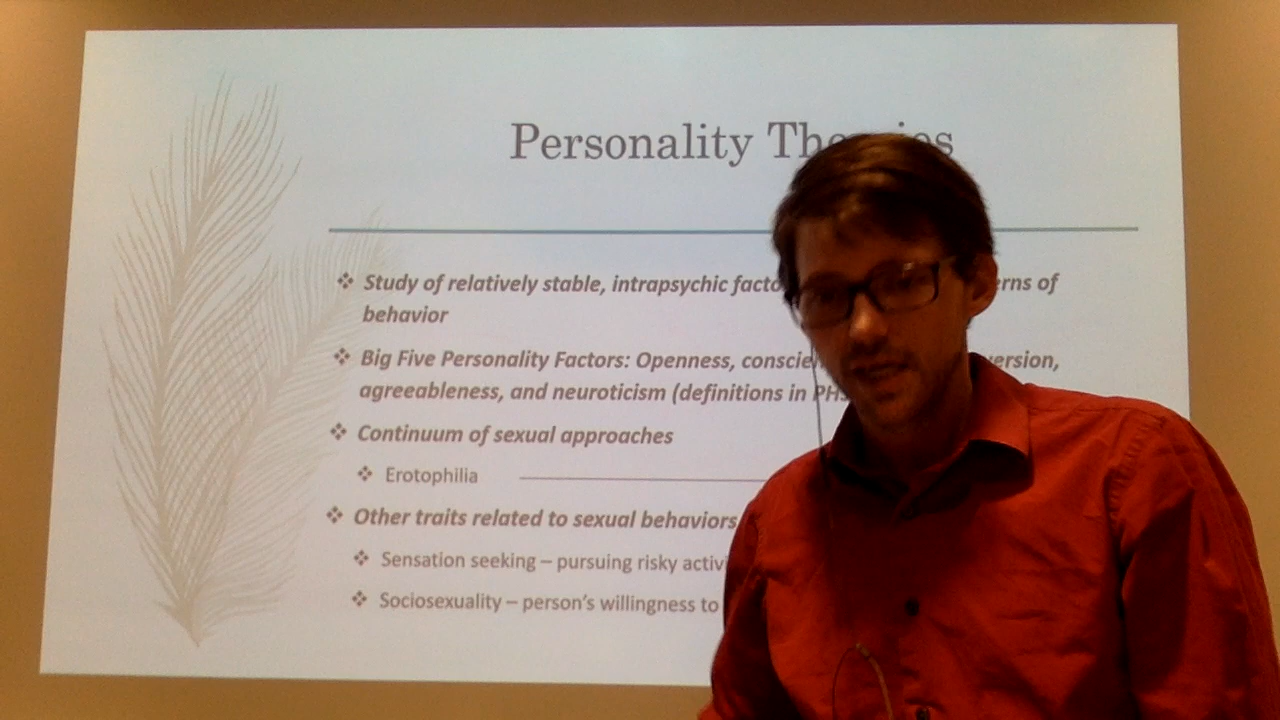 Personality Th ies
❖ Study of relatively stable, intrapsychic facto erns of
behavior
❖ Big Five Personality Factors: Openness, conscie ersion,
agreeableness, and neuroticism (definitions in PH
❖ Continuum of sexual approaches
❖ Erotophilia
❖ Other traits related to sexual behaviors
❖ Sensation seeking – pursuing risky activi
❖ Sociosexuality – person's willingness to